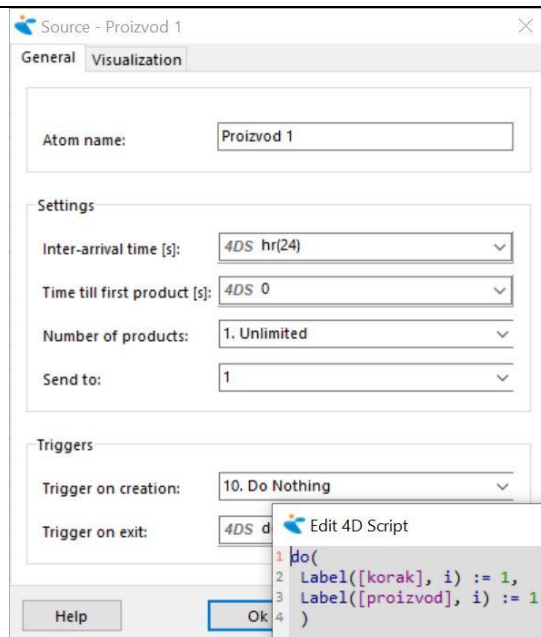 Source - Proizvod 1
General Visualization
Atom name: Proizvod 1
Settings
Inter-arrival time [s]: 4DS hr(24)
Time till first product [s]: 4DS 0
Number of products: 1. Unlimited
Send to: 1
Triggers
Trigger on creation: 10. Do Nothing
Trigger on exit: 4DS d
Edit 4D Script
1 do(
2 Label([korak], i) := 1,
3 Label([proizvod], i) := 1
4 )
Help Ok